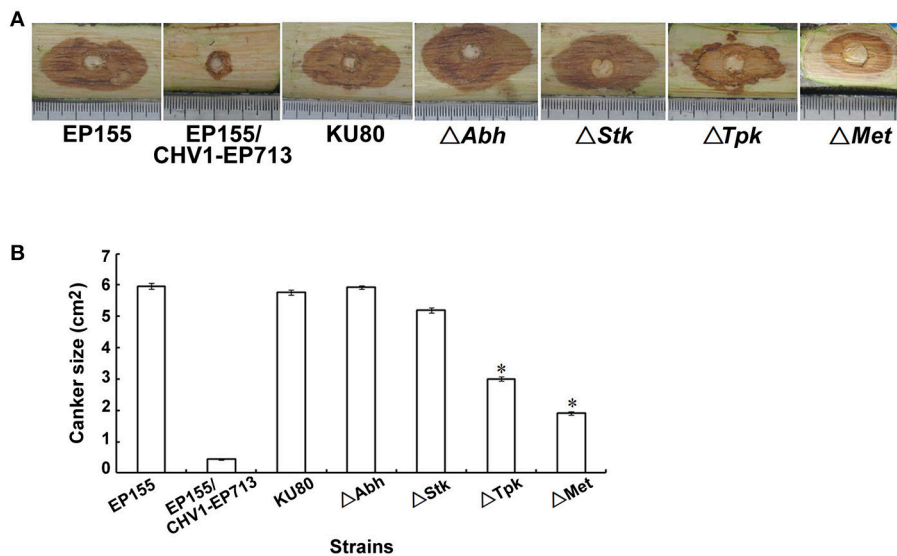 A
EP155
EP155/
CHV1-EP713
KU80
△Abh
△Stk
△Tpk
△Met
B
Canker size (cm2)
7
6
5
4
3
2
1
0
*
*
EP155
EP155/
CHV1-EP713
KU80
△Abh
△Stk
△Tpk
△Met
Strains